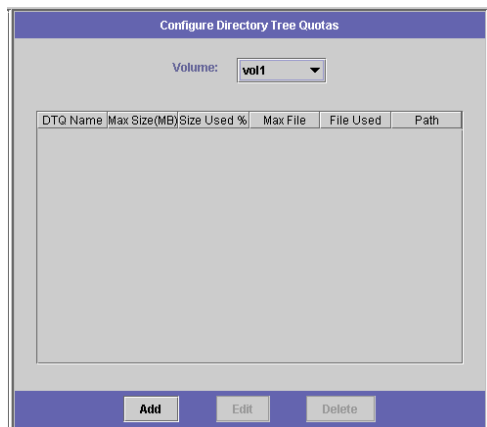 Configure Directory Tree Quotas
Volume: vol1
DTQ Name Max Size(MB) Size Used % Max File File Used Path
Add Edit Delete